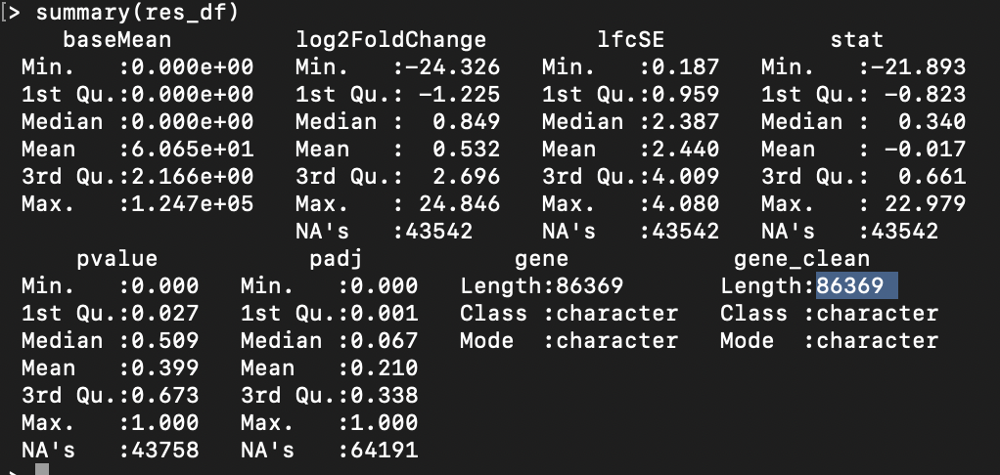 [> summary(res_df)
    baseMean         log2FoldChange        lfcSE            stat
 Min.   :0.000e+00   Min.   :-24.326   Min.   :0.187   Min.   :-21.893
 1st Qu.:0.000e+00   1st Qu.: -1.225   1st Qu.:0.959   1st Qu.: -0.823
 Median :0.000e+00   Median :  0.849   Median :2.387   Median :  0.340
 Mean   :6.065e+01   Mean   :  0.532   Mean   :2.440   Mean   : -0.017
 3rd Qu.:2.166e+00   3rd Qu.:  2.696   3rd Qu.:4.009   3rd Qu.:  0.661
 Max.   :1.247e+05   Max.   : 24.846   Max.   :4.080   Max.   : 22.979
                     NA's   :43542     NA's   :43542   NA's   :43542
     pvalue           padj           gene            gene_clean
 Min.   :0.000   Min.   :0.000   Length:86369       Length:86369
 1st Qu.:0.027   1st Qu.:0.001   Class :character   Class :character
 Median :0.509   Median :0.067   Mode  :character   Mode  :character
 Mean   :0.399   Mean   :0.210
 3rd Qu.:0.673   3rd Qu.:0.338
 Max.   :1.000   Max.   :1.000
 NA's   :43758   NA's   :64191
>